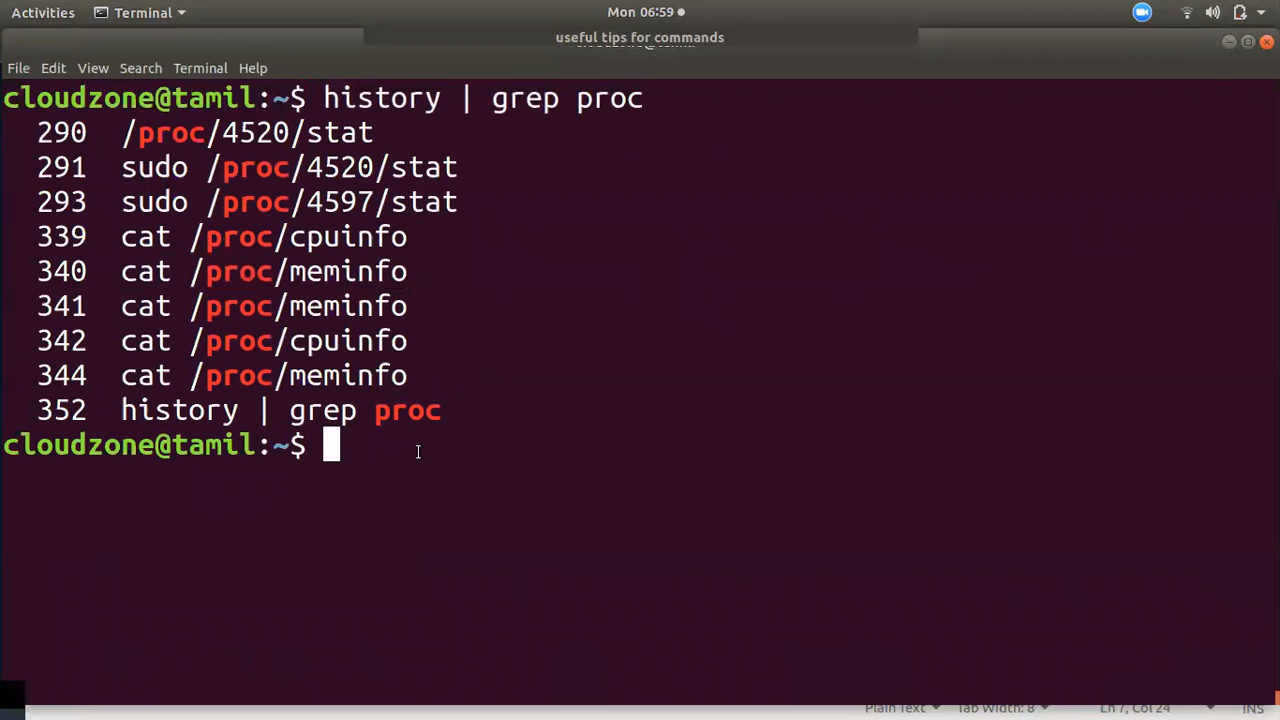 Activities Terminal Mon 06:59
useful tips for commands
File Edit View Search Terminal Help
cloudzone@tamil:~$ history | grep proc
290 /proc/4520/stat
291 sudo /proc/4520/stat
293 sudo /proc/4597/stat
339 cat /proc/cpuinfo
340 cat /proc/meminfo
341 cat /proc/meminfo
342 cat /proc/cpuinfo
344 cat /proc/meminfo
352 history | grep proc
cloudzone@tamil:~$
Plain Text Tab Width: 8 Ln 7, Col 24 INS